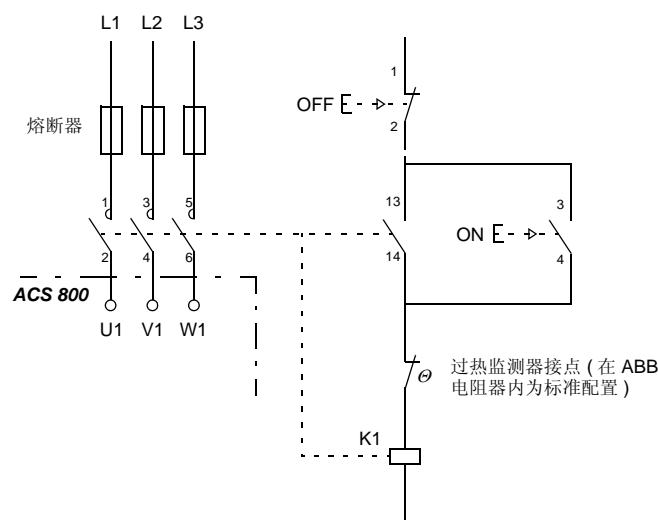 L1 L2 L3
熔断器
1 3 5
2 4 6
ACS 800
U1 V1 W1
1
OFF
2
13
14
3
ON
4
Θ
过热监测器接点 ( 在 ABB
电阻器内为标准配置 )
K1